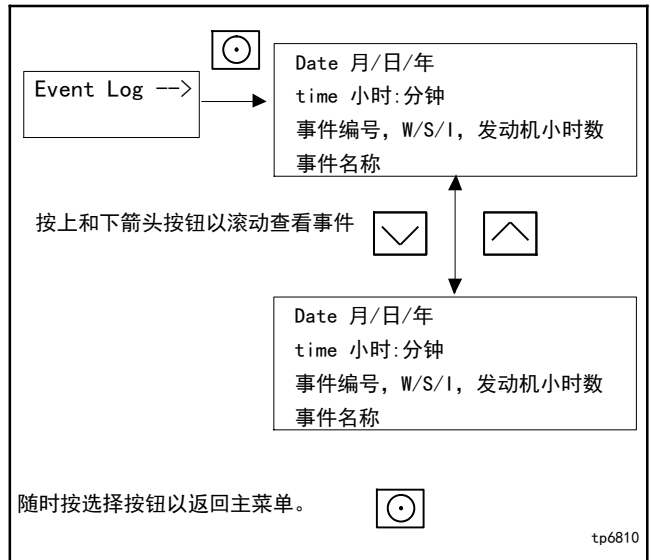 Event Log -->
Date 月/日/年
time 小时:分钟
事件编号, W/S/I, 发动机小时数
事件名称
按上和下箭头按钮以滚动查看事件
Date 月/日/年
time 小时:分钟
事件编号, W/S/I, 发动机小时数
事件名称
随时按选择按钮以返回主菜单。
tp6810